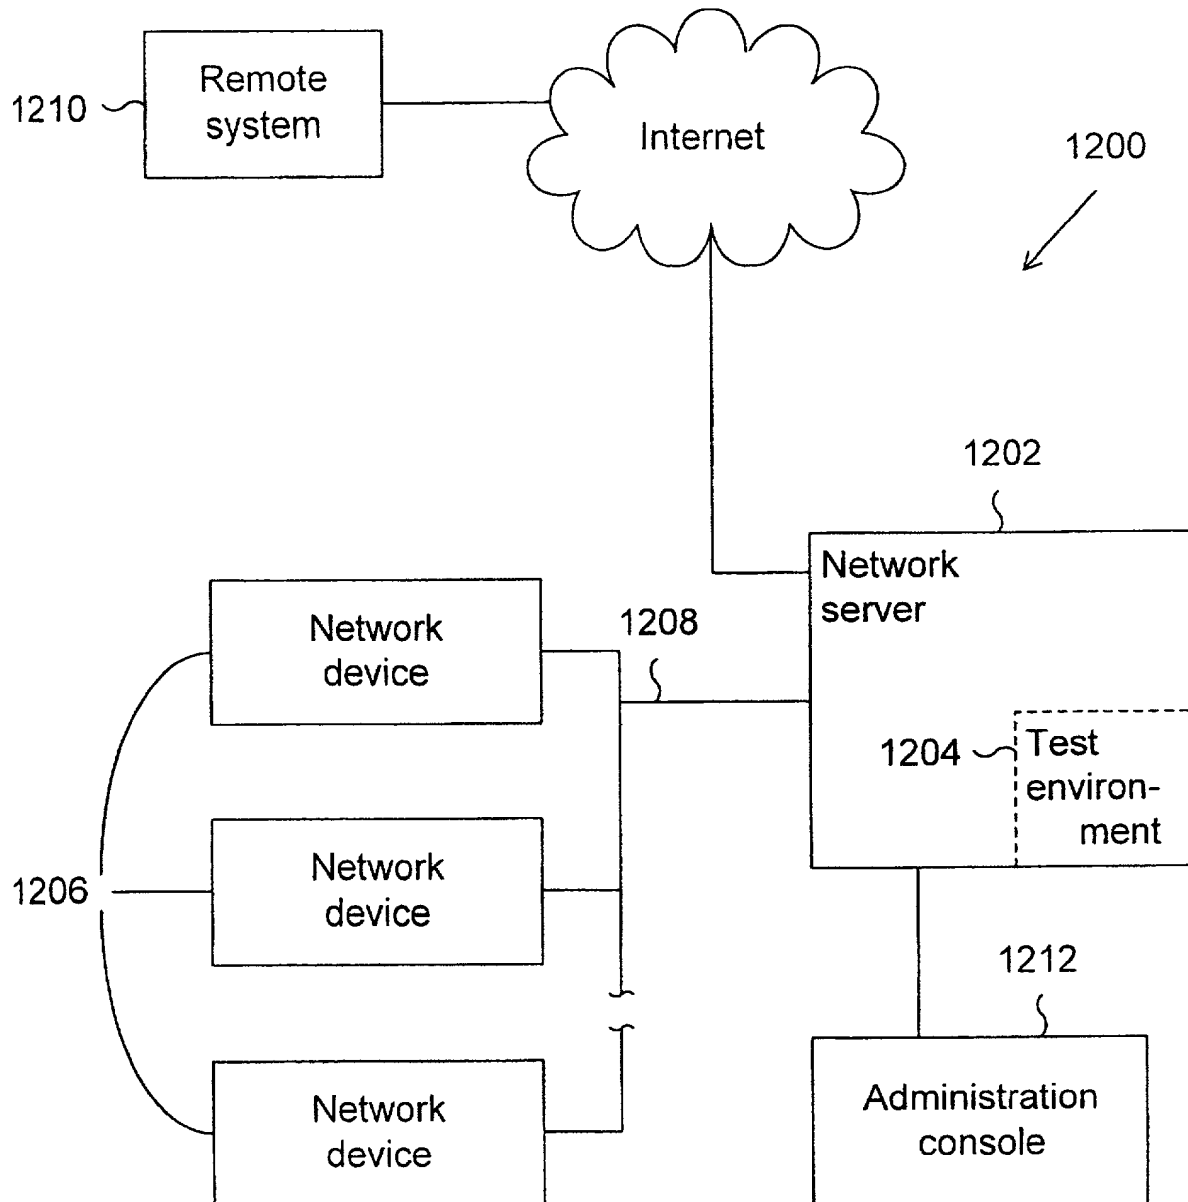 Remote
system
1210
Internet
1200
1202
Network
server
1208
Network
device
1204
Test
environ-
ment
1206
Network
device
1212
Network
device
Administration
console